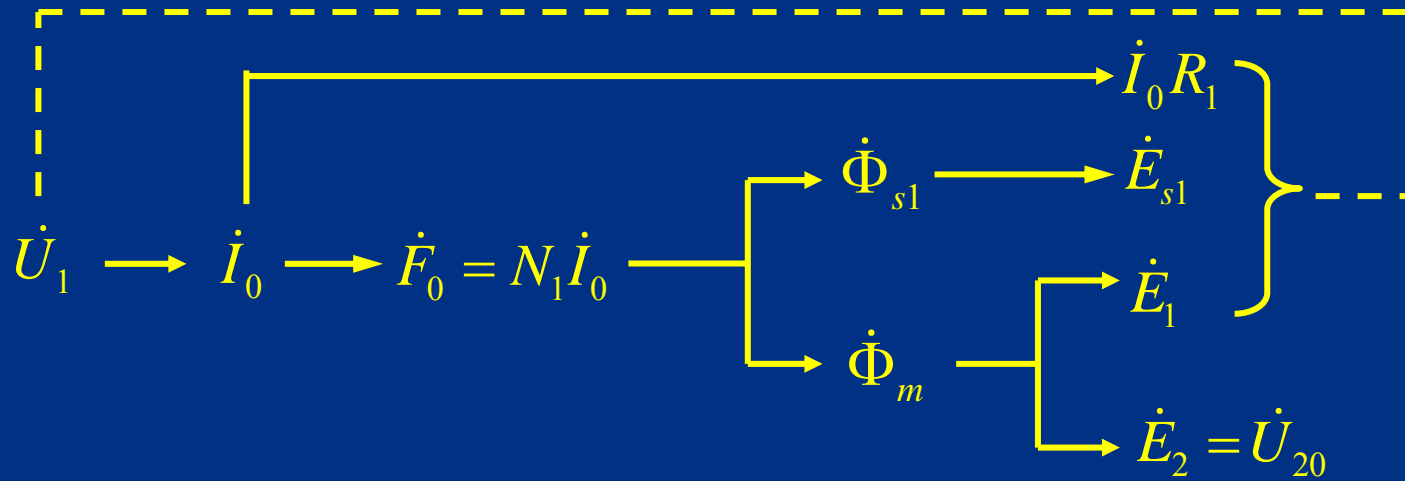 İ₀R₁
Φ̇ₛ₁ Ėₛ₁
U̇₁ İ₀ Ḟ₀ = N₁İ₀
Ė₁
Φ̇ₘ
Ė₂ = U̇₂₀